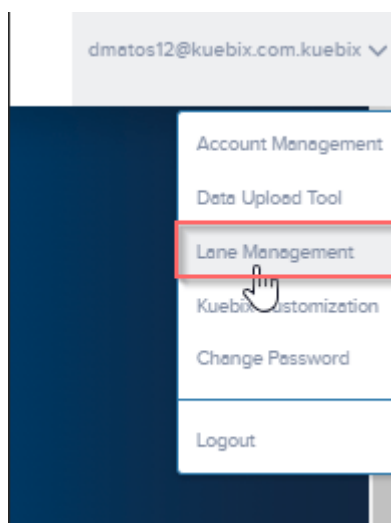 dmatos12@kuebix.com.kuebix
Account Management
Data Upload Tool
Lane Management
Kuebix Customization
Change Password
Logout